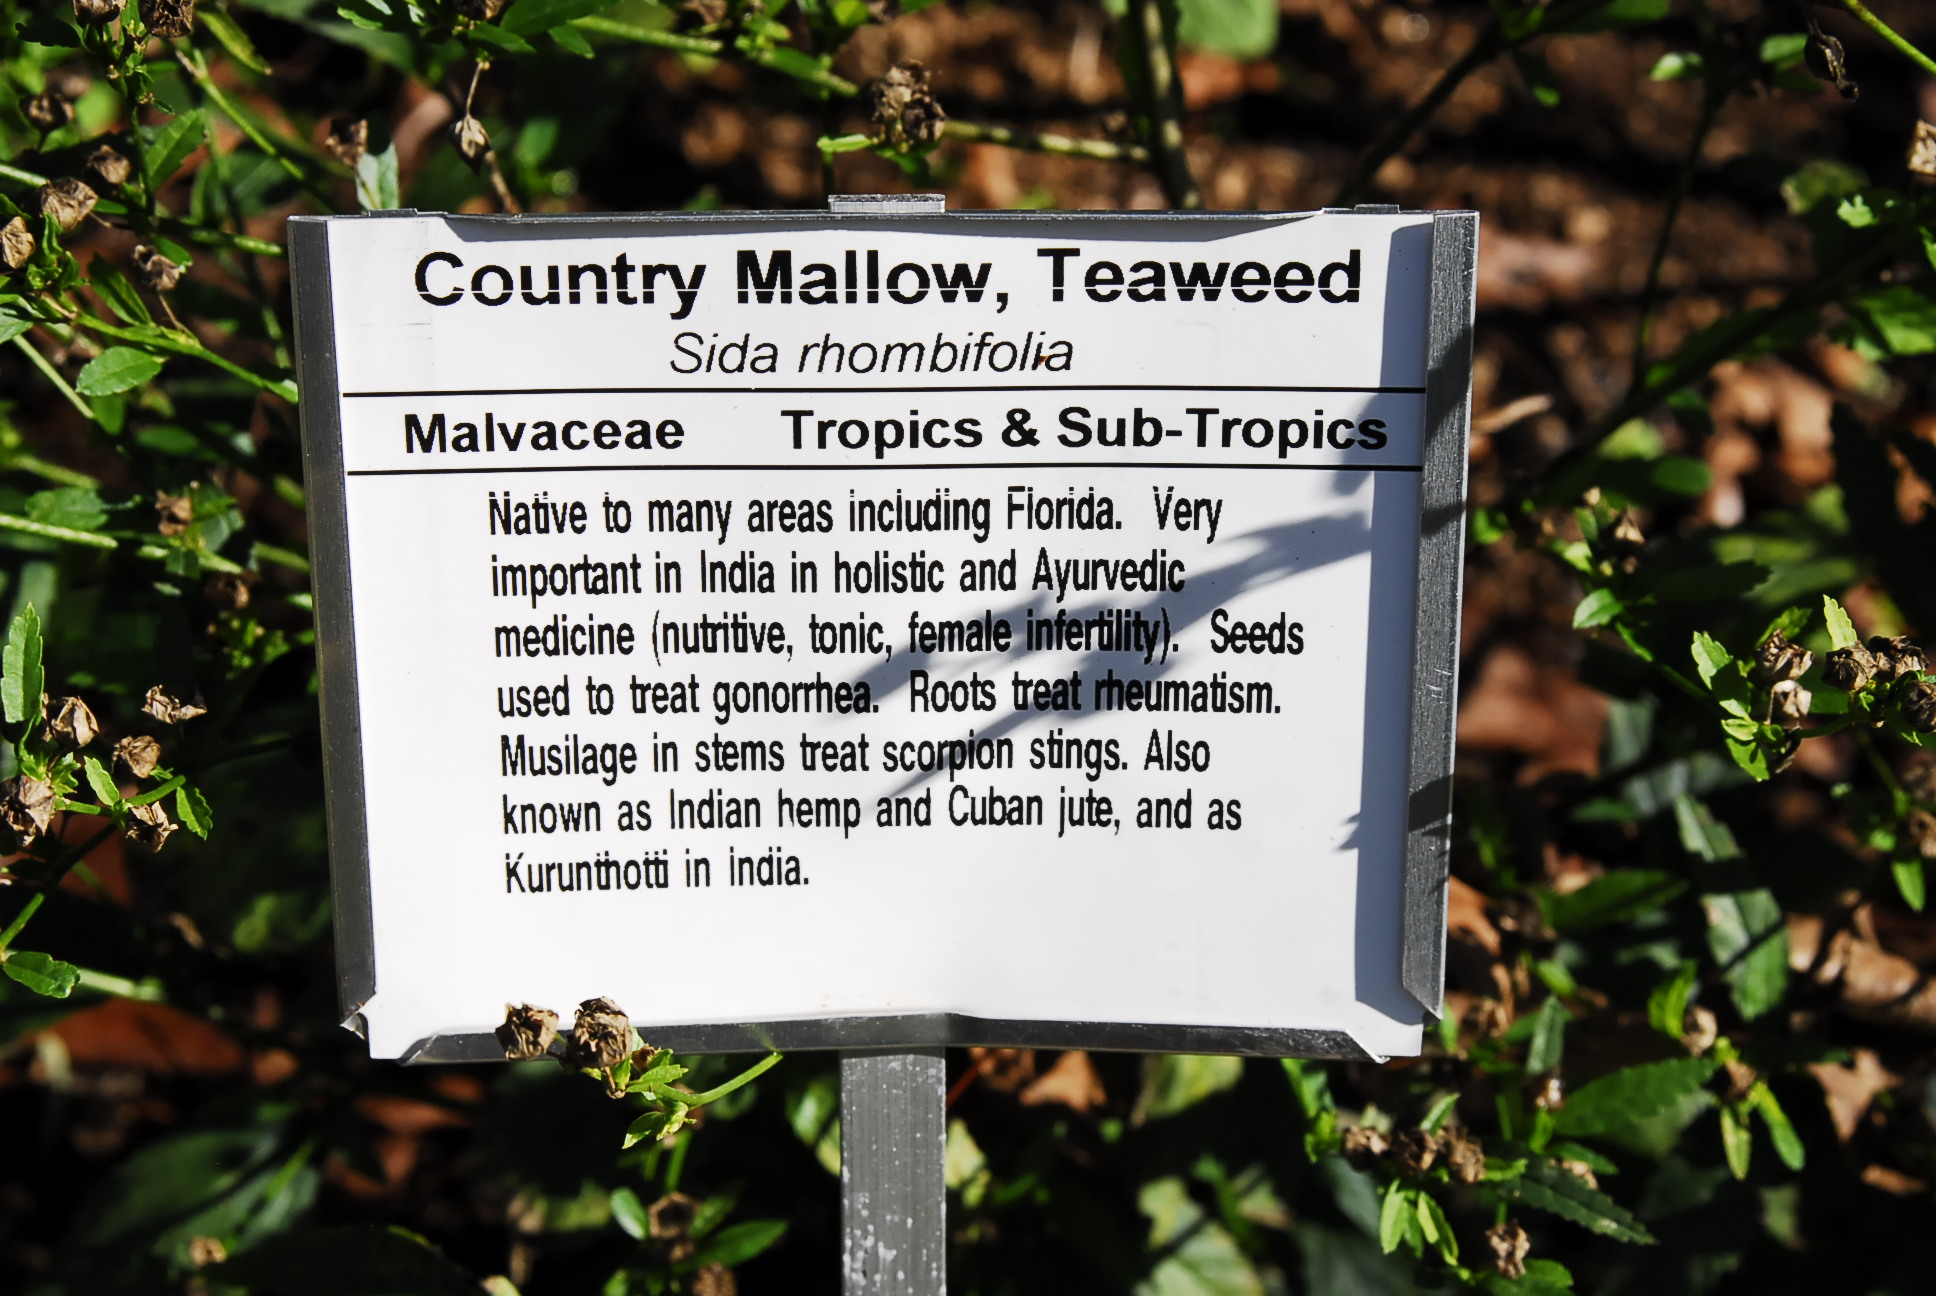 Country Mallow, Teaweed
Sida rhombifolia
Malvaceae Tropics & Sub-Tropics
Native to many areas including Florida. Very
important in India in holistic and Ayurvedic
medicine (nutritive, tonic, female infertility). Seeds
used to treat gonorrhea. Roots treat rheumatism.
Musilage in stems treat scorpion stings. Also
known as Indian hemp and Cuban jute, and as
Kurunthotti in India.